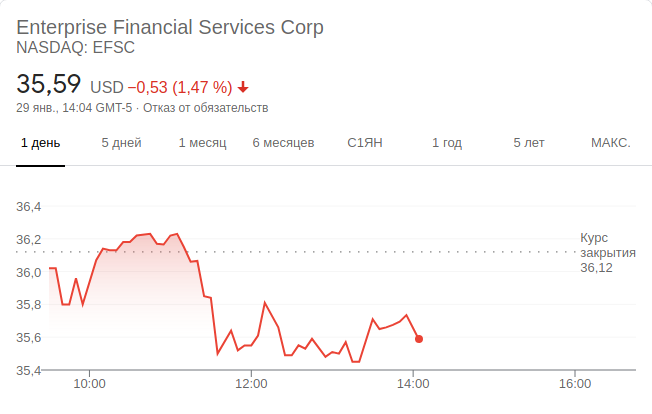 Enterprise Financial Services Corp
NASDAQ: EFSC
35,59 USD −0,53 (1,47 %)
29 янв., 14:04 GMT-5 · Отказ от обязательств
1 день 5 дней 1 месяц 6 месяцев С1ЯН 1 год 5 лет МАКС.
36,4
36,2
Курс
закрытия
36,12
36,0
35,8
35,6
35,4
10:00 12:00 14:00 16:00